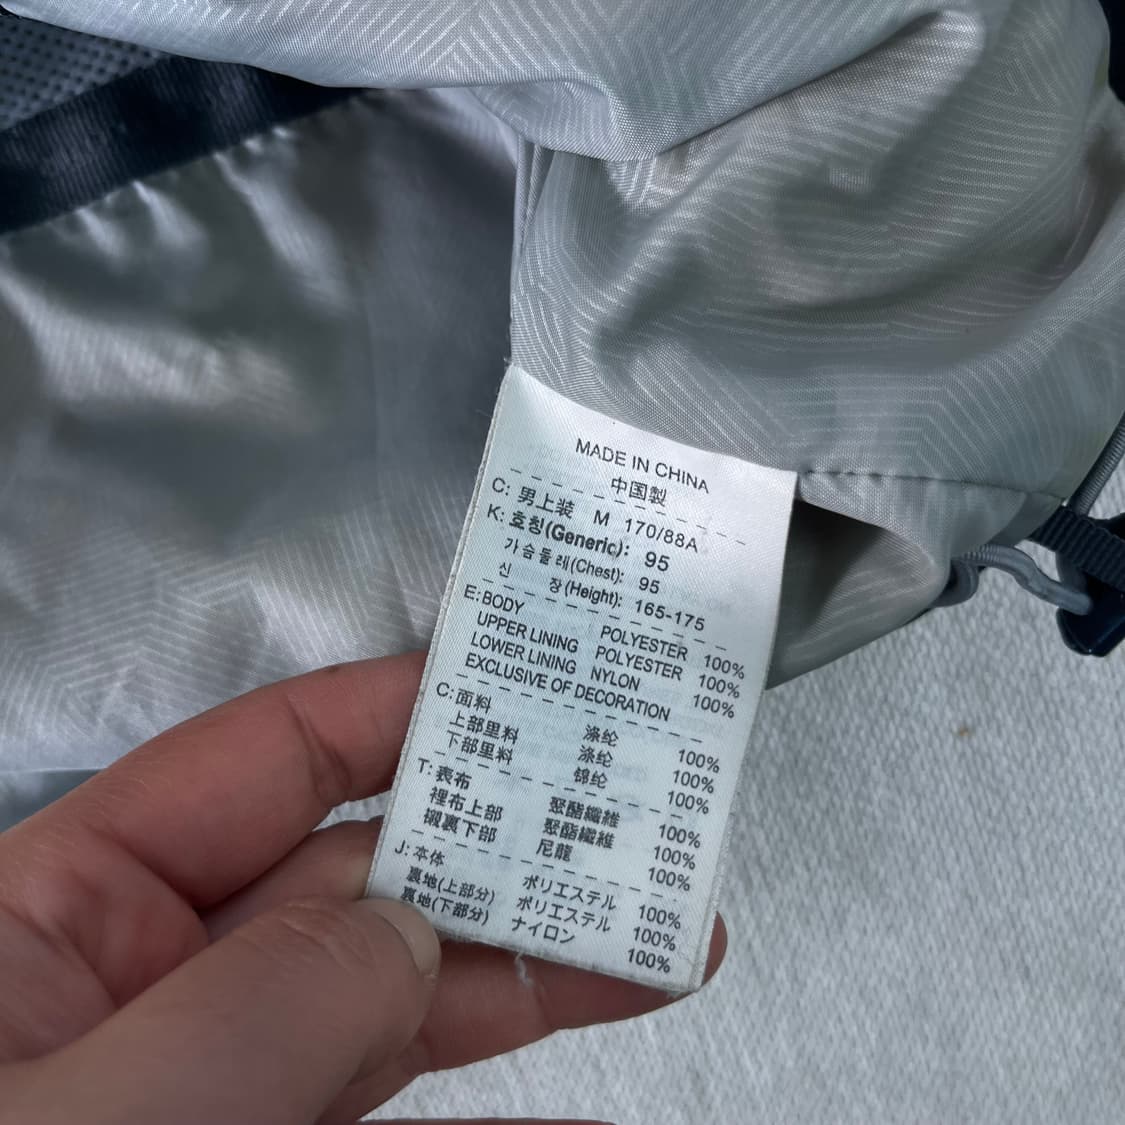 MADE IN CHINA
中国製
C: 男上装 M 170/88A
K: 호칭(Generic): 95
가슴둘레(Chest): 95
신 장(Height): 165-175
E: BODY POLYESTER 100%
UPPER LINING POLYESTER 100%
LOWER LINING NYLON 100%
EXCLUSIVE OF DECORATION
C: 面料 涤纶 100%
上部里料 涤纶 100%
下部里料 锦纶 100%
T: 表布 聚酯纖維 100%
裡布上部 聚酯纖維 100%
襯裏下部 尼龍 100%
J: 本体 ポリエステル 100%
裏地(上部分) ポリエステル 100%
裏地(下部分) ナイロン 100%